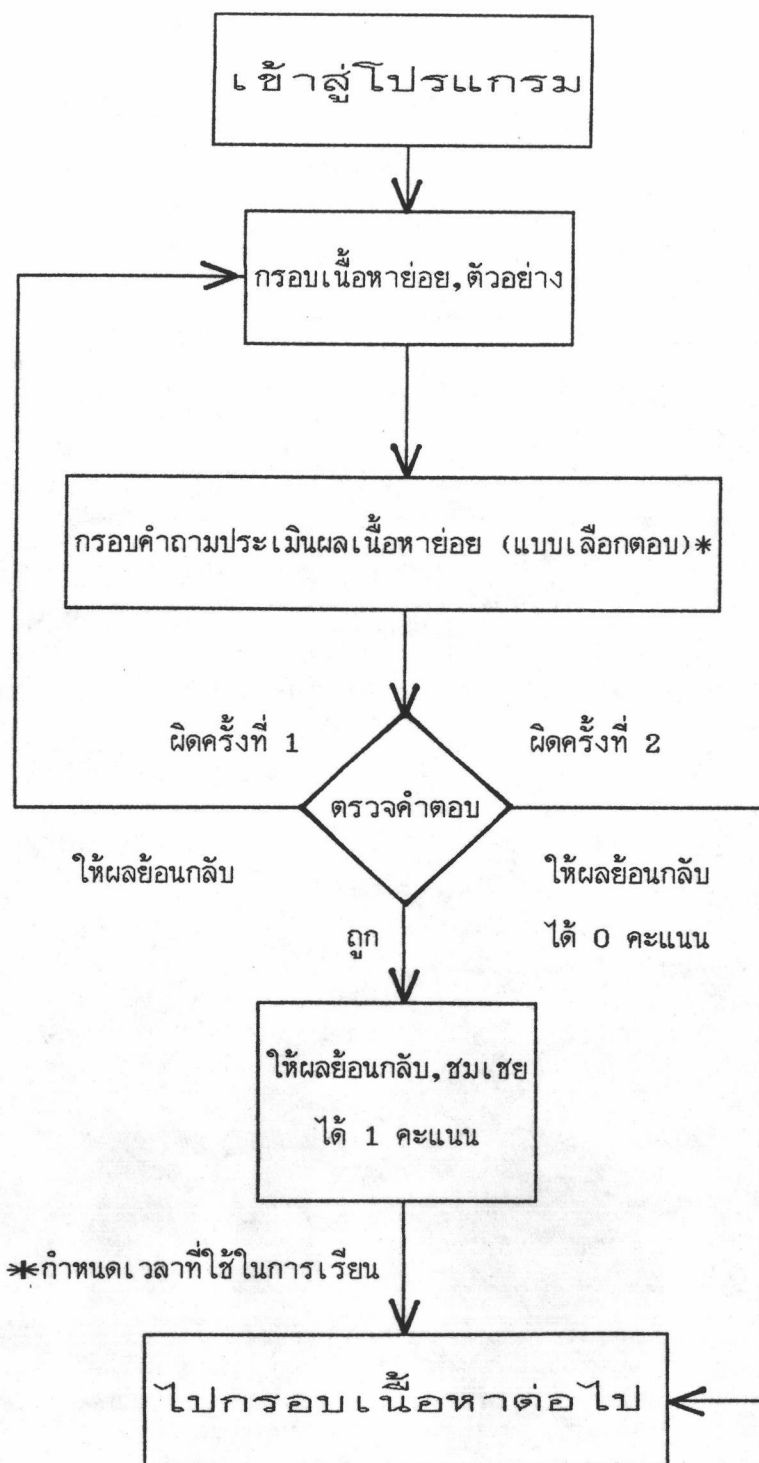 เข้าสู่โปรแกรม
กรอบเนื้อหาย่อย,ตัวอย่าง
กรอบคำถามประเมินผลเนื้อหาย่อย (แบบเลือกตอบ)*
ผิดครั้งที่ 1
ผิดครั้งที่ 2
ตรวจคำตอบ
ให้ผลย้อนกลับ
ให้ผลย้อนกลับ
ได้ 0 คะแนน
ถูก
ให้ผลย้อนกลับ,ชมเชย
ได้ 1 คะแนน
*กำหนดเวลาที่ใช้ในการเรียน
ไปกรอบเนื้อหาต่อไป